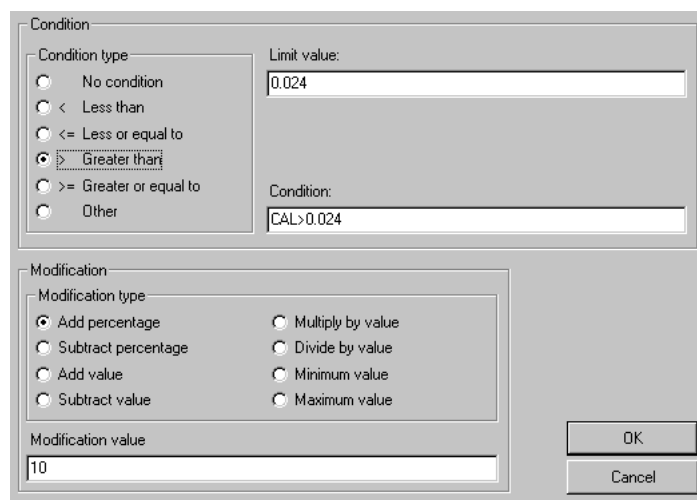 Condition
Condition type
No condition
< Less than
<= Less or equal to
> Greater than
>= Greater or equal to
Other
Limit value:
0.024
Condition:
CAL>0.024
Modification
Modification type
Add percentage
Subtract percentage
Add value
Subtract value
Multiply by value
Divide by value
Minimum value
Maximum value
Modification value
10
OK
Cancel